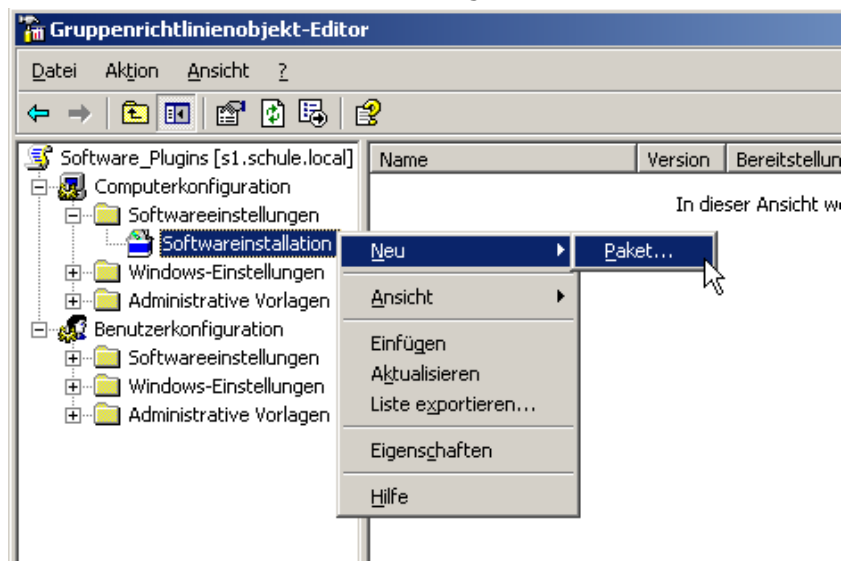 Gruppenrichtlinienobjekt-Editor
Datei Aktion Ansicht ?
Software_Plugins [s1.schule.local]
Computerkonfiguration
Softwareeinstellungen
Softwareinstallation
Windows-Einstellungen
Administrative Vorlagen
Benutzerkonfiguration
Softwareeinstellungen
Windows-Einstellungen
Administrative Vorlagen
Name Version Bereitstellun
In dieser Ansicht we
Neu
Ansicht
Einfügen
Aktualisieren
Liste exportieren...
Eigenschaften
Hilfe
Paket...